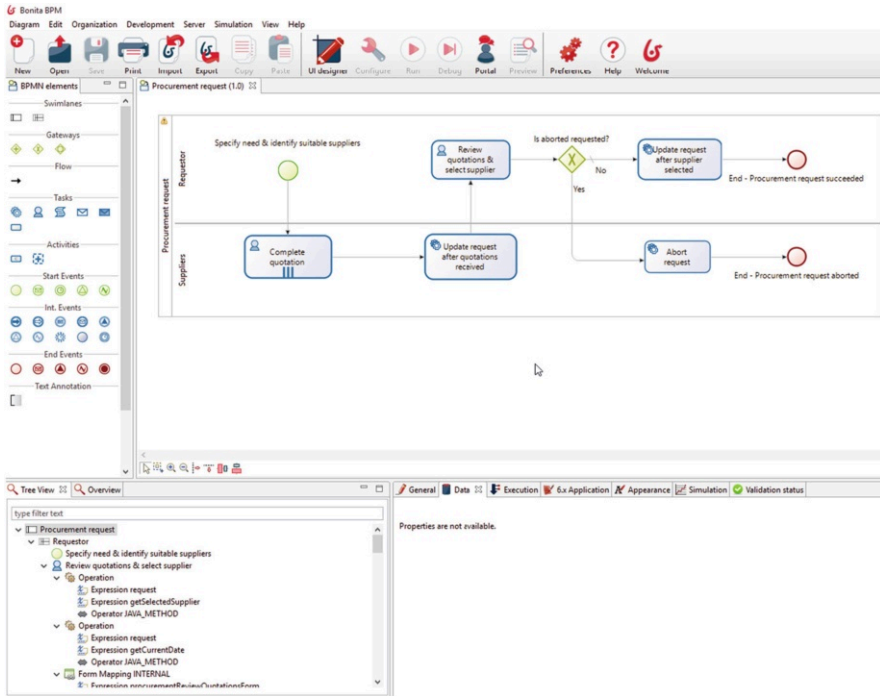 Bonita BPM
Diagram Edit Organization Development Server Simulation View Help
New Open Save Print Import Export Copy Paste UI designer Configure Run Debug Portal Preview Preferences Help Welcome
BPMN elements
Procurement request (1.0)
Swimlanes
Gateways
Flow
Tasks
Activities
Start Events
Int. Events
End Events
Text Annotation
Procurement request
Requestor
Suppliers
Specify need & identify suitable suppliers
Review
quotations &
select supplier
Is aborted requested?
No
Yes
Update request
after supplier
selected
End - Procurement request succeeded
Complete
quotation
Update request
after quotations
received
Abort
request
End - Procurement request aborted
Tree View Overview
type filter text
Procurement request
Requestor
Specify need & identify suitable suppliers
Review quotations & select supplier
Operation
Expression request
Expression getSelectedSupplier
Operator JAVA_METHOD
Operation
Expression request
Expression getCurrentDate
Operator JAVA_METHOD
Form Mapping INTERNAL
Expression procurementReviewQuotationsForm
General Data Execution 6.x Application Appearance Simulation Validation status
Properties are not available.